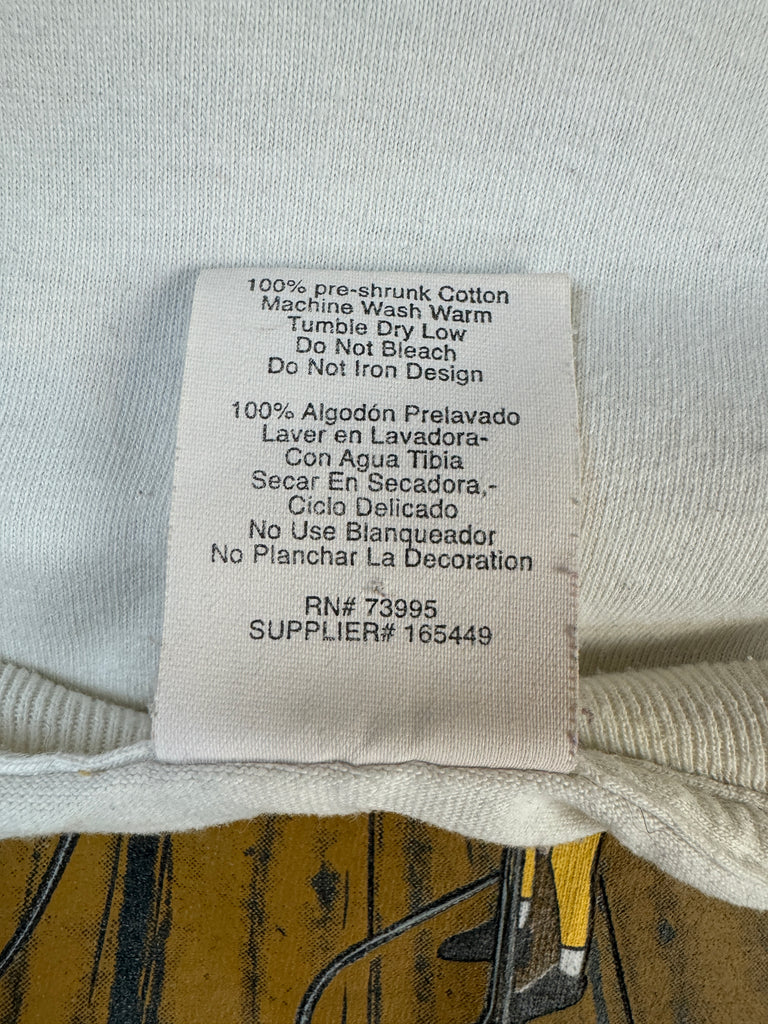 100% pre-shrunk Cotton
Machine Wash Warm
Tumble Dry Low
Do Not Bleach
Do Not Iron Design
100% Algodón Prelavado
Laver en Lavadora-
Con Agua Tibia
Secar En Secadora,-
Ciclo Delicado
No Use Blanqueador
No Planchar La Decoration
RN# 73995
SUPPLIER# 165449